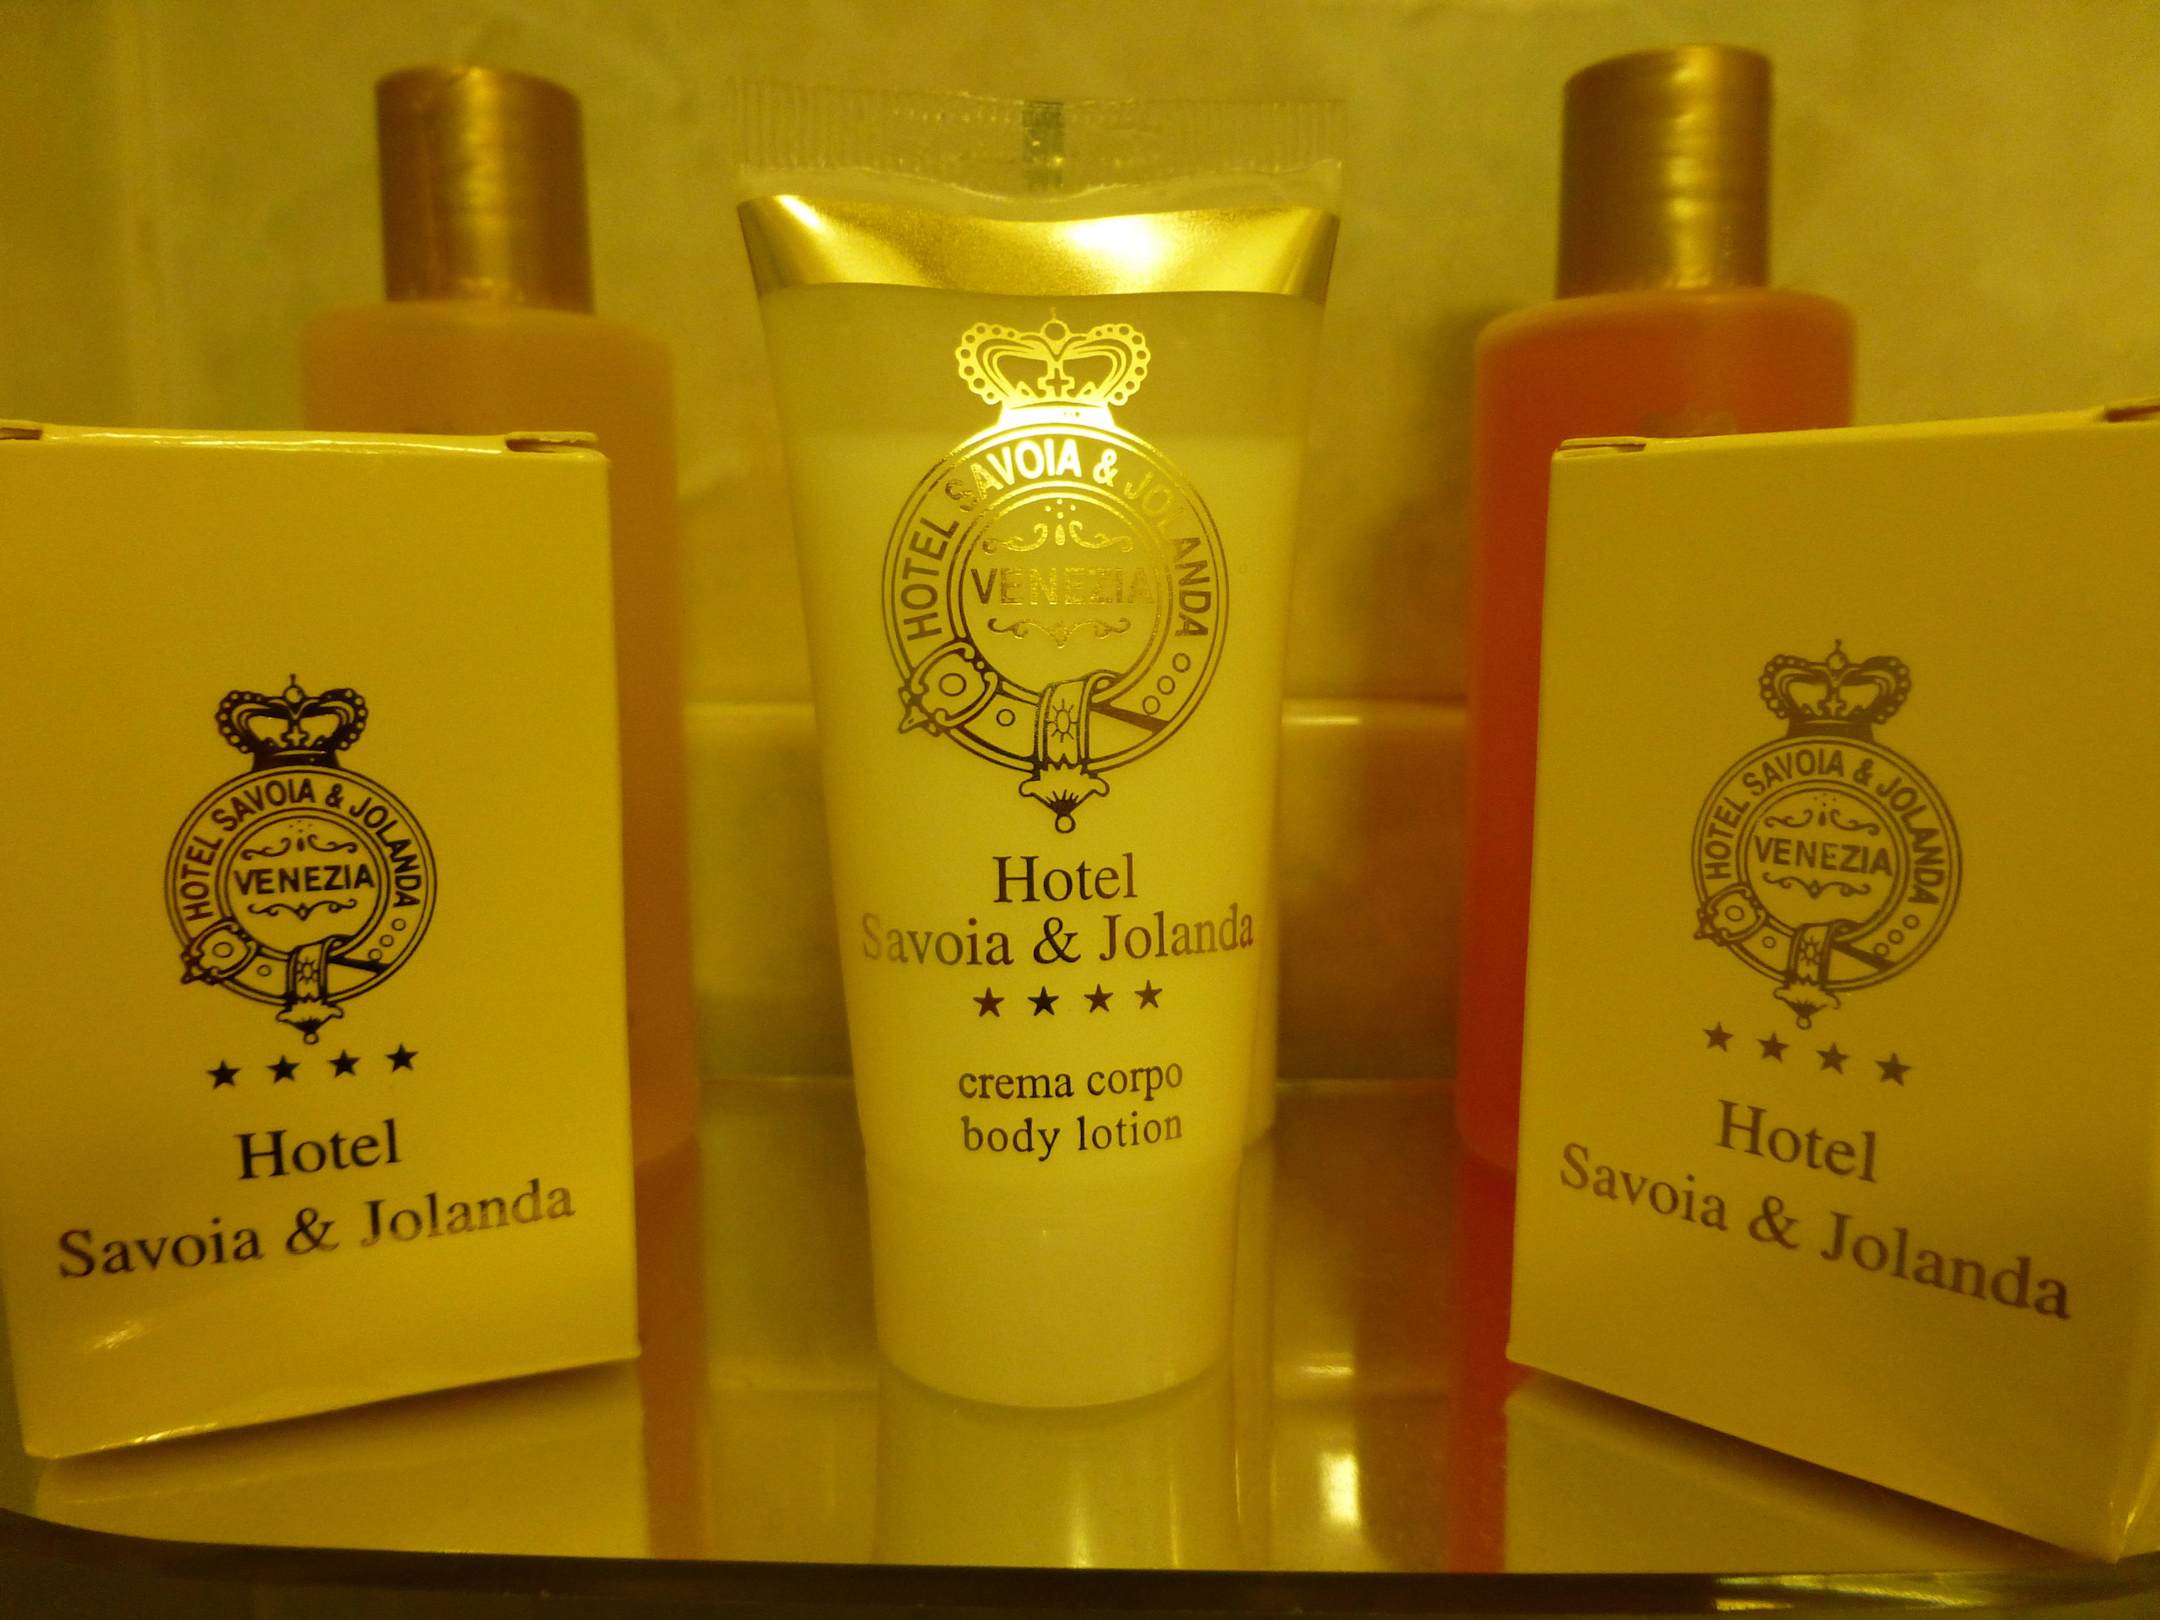 HOTEL SAVOIA & JOLANDA
VENEZIA
★ ★ ★ ★
Hotel
Savoia & Jolanda
HOTEL SAVOIA & JOLANDA
VENEZIA
Hotel
Savoia & Jolanda
★ ★ ★ ★
crema corpo
body lotion
HOTEL SAVOIA & JOLANDA
VENEZIA
★ ★ ★ ★
Hotel
Savoia & Jolanda